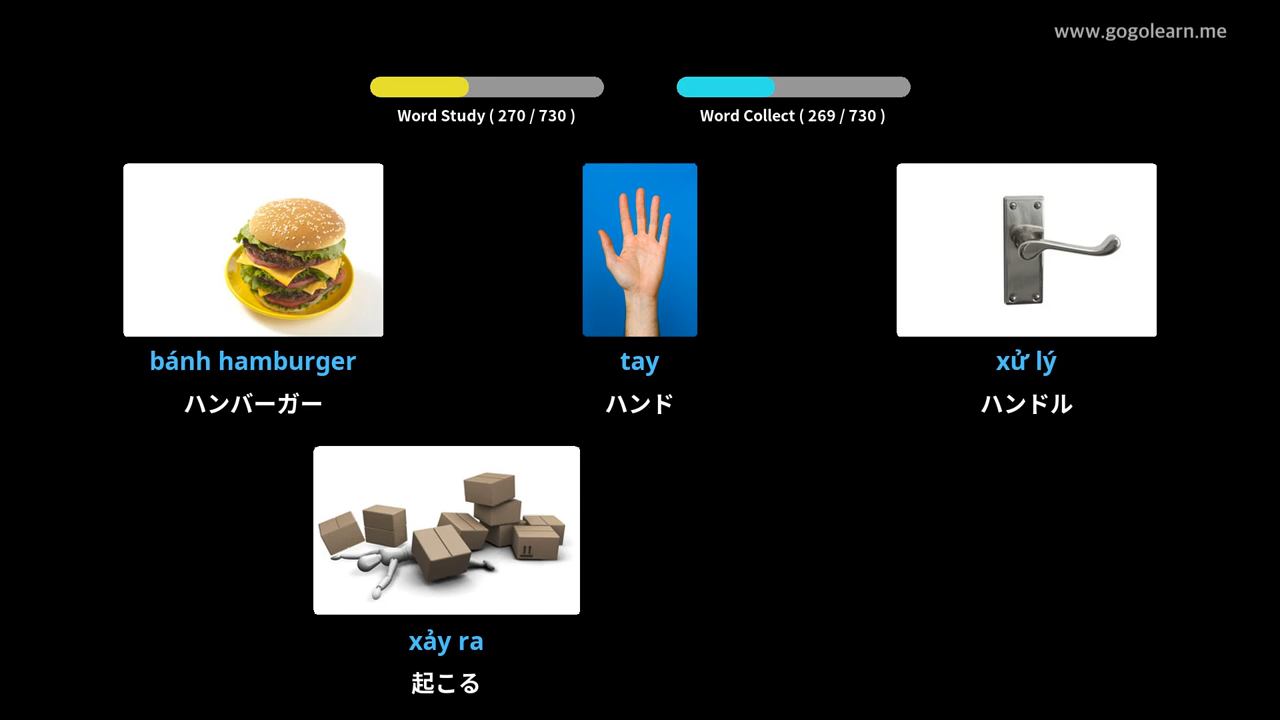 www.gogolearn.me
Word Study ( 270 / 730 )
Word Collect ( 269 / 730 )
bánh hamburger
ハンバーガー
tay
ハンド
xử lý
ハンドル
xảy ra
起こる